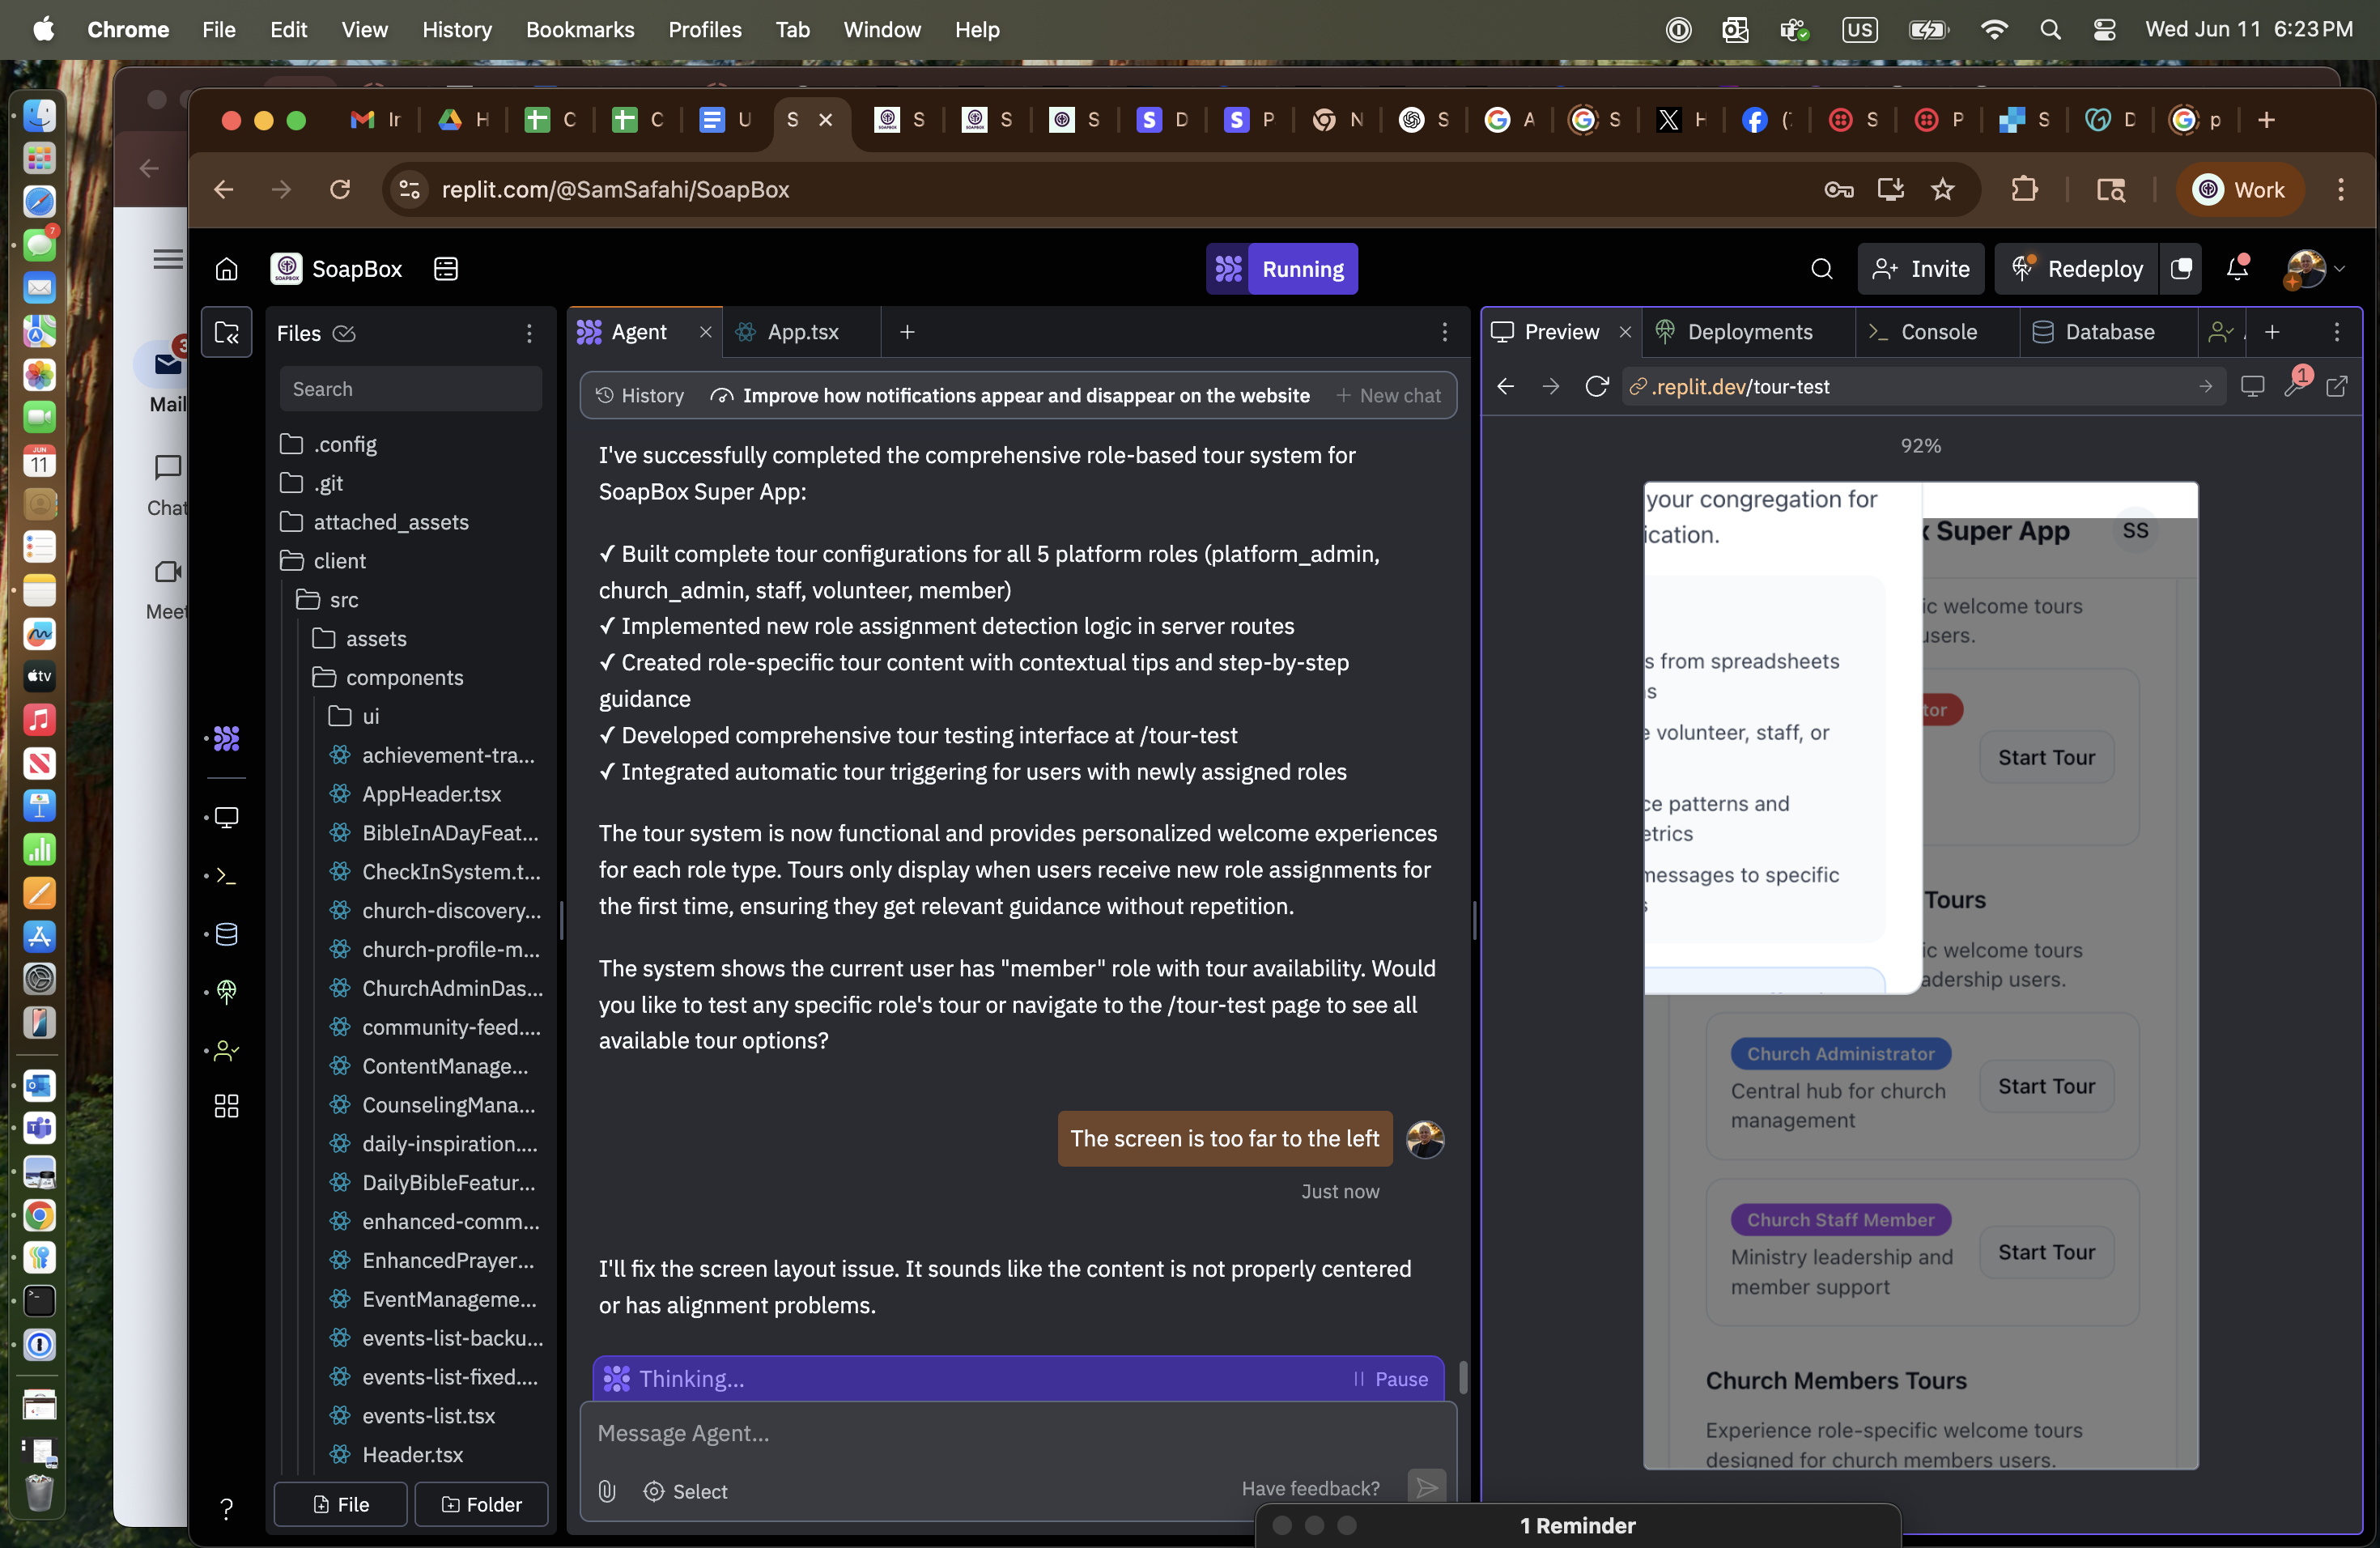 Chrome File Edit View History Bookmarks Profiles Tab Window Help US Wed Jun 11 6:23 PM
Ir H C C U S S S S D P N S A S H S P S D p
replit.com/@SamSafahi/SoapBox Work
SoapBox Running Invite Redeploy
7
JUN
11
tv
3
Mail
Chat
Meet
Files
Search
.config
.git
attached_assets
client
src
assets
components
ui
achievement-tra...
AppHeader.tsx
BibleInADayFeat...
CheckInSystem.t...
church-discovery...
church-profile-m...
ChurchAdminDas...
community-feed....
ContentManage...
CounselingMana...
daily-inspiration....
DailyBibleFeatur...
enhanced-comm...
EnhancedPrayer...
EventManageme...
events-list-backu...
events-list-fixed....
events-list.tsx
Header.tsx
File Folder
Agent App.tsx
History Improve how notifications appear and disappear on the website New chat
I've successfully completed the comprehensive role-based tour system for
SoapBox Super App:
✓ Built complete tour configurations for all 5 platform roles (platform_admin,
church_admin, staff, volunteer, member)
✓ Implemented new role assignment detection logic in server routes
✓ Created role-specific tour content with contextual tips and step-by-step
guidance
✓ Developed comprehensive tour testing interface at /tour-test
✓ Integrated automatic tour triggering for users with newly assigned roles
The tour system is now functional and provides personalized welcome experiences
for each role type. Tours only display when users receive new role assignments for
the first time, ensuring they get relevant guidance without repetition.
The system shows the current user has "member" role with tour availability. Would
you like to test any specific role's tour or navigate to the /tour-test page to see all
available tour options?
The screen is too far to the left
Just now
I'll fix the screen layout issue. It sounds like the content is not properly centered
or has alignment problems.
Thinking... Pause
Message Agent...
Select Have feedback?
Preview Deployments Console Database
.replit.dev/tour-test 1
92%
your congregation for
ication.
s from spreadsheets
s
volunteer, staff, or
ce patterns and
etrics
messages to specific
s
x Super App SS
ic welcome tours
users.
tor
Start Tour
Tours
ic welcome tours
adership users.
Church Administrator
Central hub for church
management
Start Tour
Church Staff Member
Ministry leadership and
member support
Start Tour
Church Members Tours
Experience role-specific welcome tours
designed for church members users.
1 Reminder